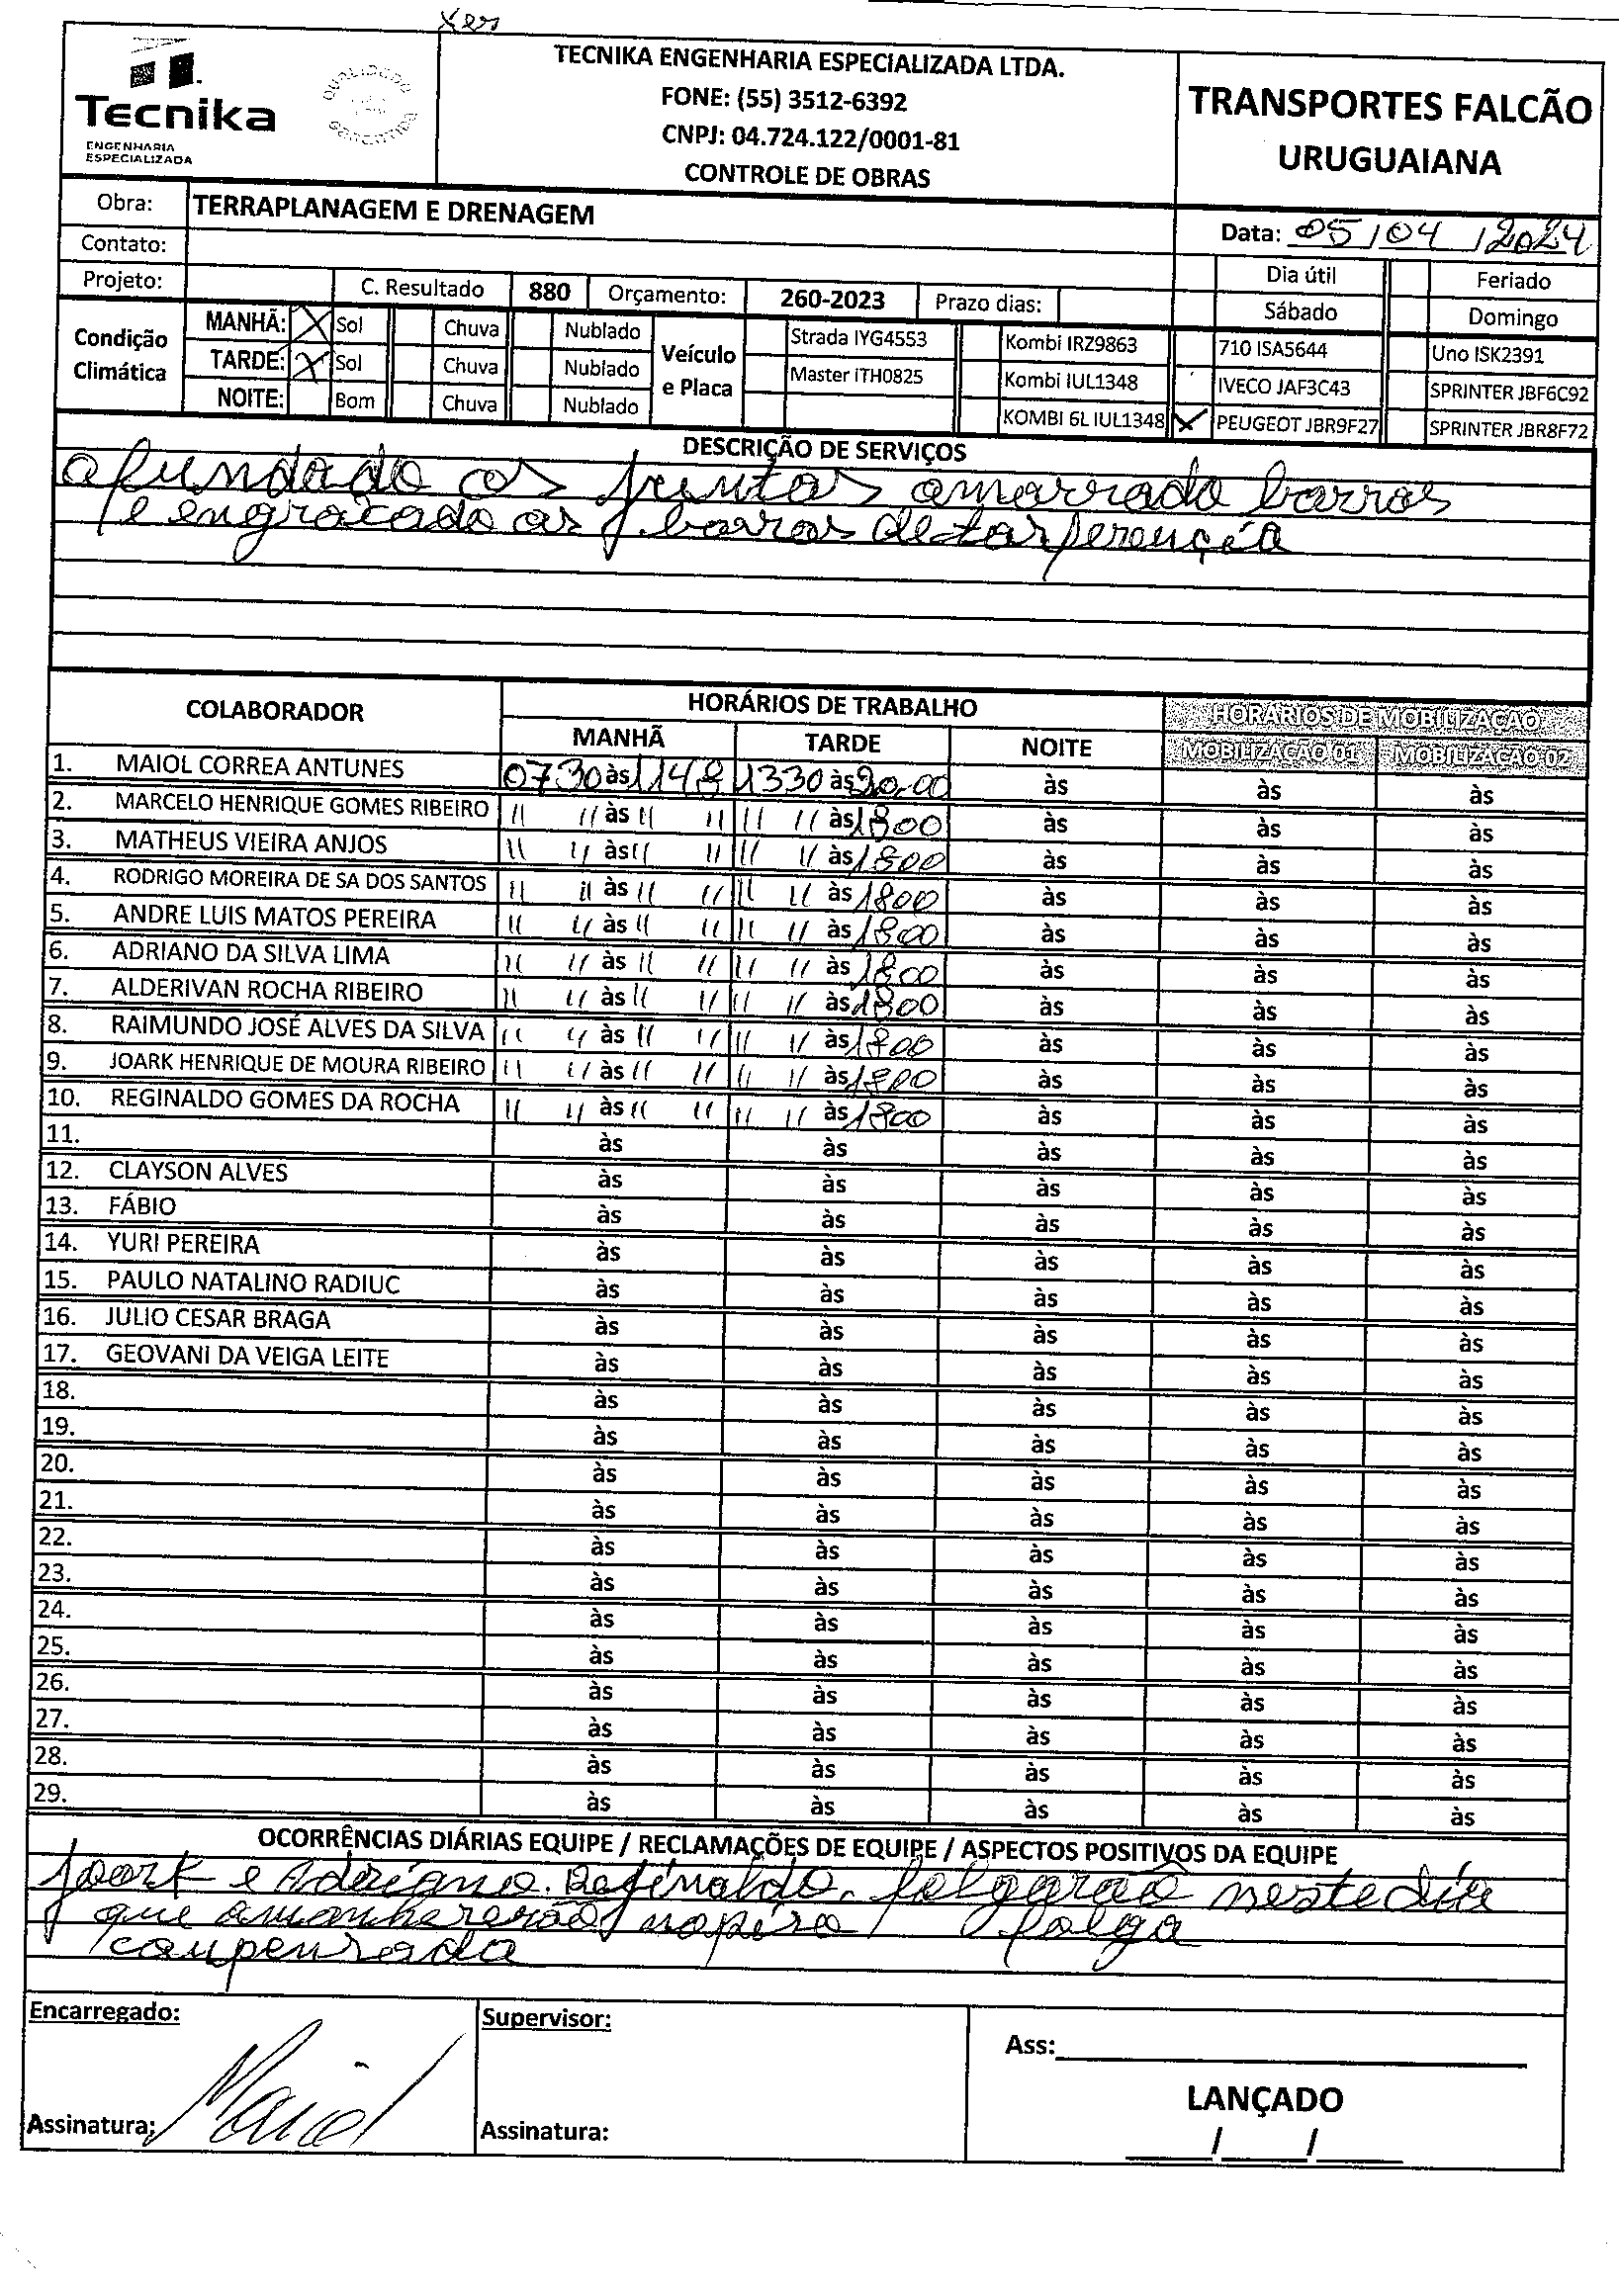 Xer
Tecnika
ENGENHARIA
ESPECIALIZADA
QUALIDADE
GARANTIDA
TECNIKA ENGENHARIA ESPECIALIZADA LTDA.
FONE: (55) 3512-6392
CNPJ: 04.724.122/0001-81
CONTROLE DE OBRAS
TRANSPORTES FALCÃO
URUGUAIANA
Obra: TERRAPLANAGEM E DRENAGEM
Data: 05/04/2024
Contato:
Dia útil Feriado
Projeto: C. Resultado 880 Orçamento: 260-2023 Prazo dias: Sábado Domingo
Condição Climática
MANHÃ: X Sol Chuva Nublado
TARDE: X Sol Chuva Nublado
NOITE: Bom Chuva Nublado
Veículo e Placa
Strada IYG4553 Kombi IRZ9863 710 ISA5644 Uno ISK2391
Master iTH0825 Kombi IUL1348 IVECO JAF3C43 SPRINTER JBF6C92
KOMBI 6L IUL1348 X PEUGEOT JBR9F27 SPRINTER JBR8F72
DESCRIÇÃO DE SERVIÇOS
afundado as juntas amarrado barras
e engraxado as barras de
COLABORADOR HORÁRIOS DE TRABALHO HORÁRIOS DE MOBILIZAÇÃO
MANHÃ TARDE NOITE MOBILIZAÇÃO 01 MOBILIZAÇÃO 02
1. MAIOL CORREA ANTUNES 0730 às 1148 1330 às 20:00 às às às
2. MARCELO HENRIQUE GOMES RIBEIRO " " às " " " " às 1800 às às às
3. MATHEUS VIEIRA ANJOS " " às " " " " às 1800 às às às
4. RODRIGO MOREIRA DE SA DOS SANTOS " " às " " " " às 1800 às às às
5. ANDRE LUIS MATOS PEREIRA " " às " " " " às 1800 às às às
6. ADRIANO DA SILVA LIMA " " às " " " " às 1800 às às às
7. ALDERIVAN ROCHA RIBEIRO " " às " " " " às 1800 às às às
8. RAIMUNDO JOSÉ ALVES DA SILVA " " às " " " " às 1800 às às às
9. JOARK HENRIQUE DE MOURA RIBEIRO " " às " " " " às 1800 às às às
10. REGINALDO GOMES DA ROCHA " " às " " " " às 1800 às às às
11. às às às às às
12. CLAYSON ALVES às às às às às
13. FÁBIO às às às às às
14. YURI PEREIRA às às às às às
15. PAULO NATALINO RADIUC às às às às às
16. JULIO CESAR BRAGA às às às às às
17. GEOVANI DA VEIGA LEITE às às às às às
18. às às às às às
19. às às às às às
20. às às às às às
21. às às às às às
22. às às às às às
23. às às às às às
24. às às às às às
25. às às às às às
26. às às às às às
27. às às às às às
28. às às às às às
29. às às às às às
OCORRÊNCIAS DIÁRIAS EQUIPE / RECLAMAÇÕES DE EQUIPE / ASPECTOS POSITIVOS DA EQUIPE
Joark e Adriano. Reginaldo. folgarão neste dia
que folga
coupensada
Encarregado: Supervisor:
Ass:
LANÇADO
Assinatura: Maiol Assinatura:
/ /